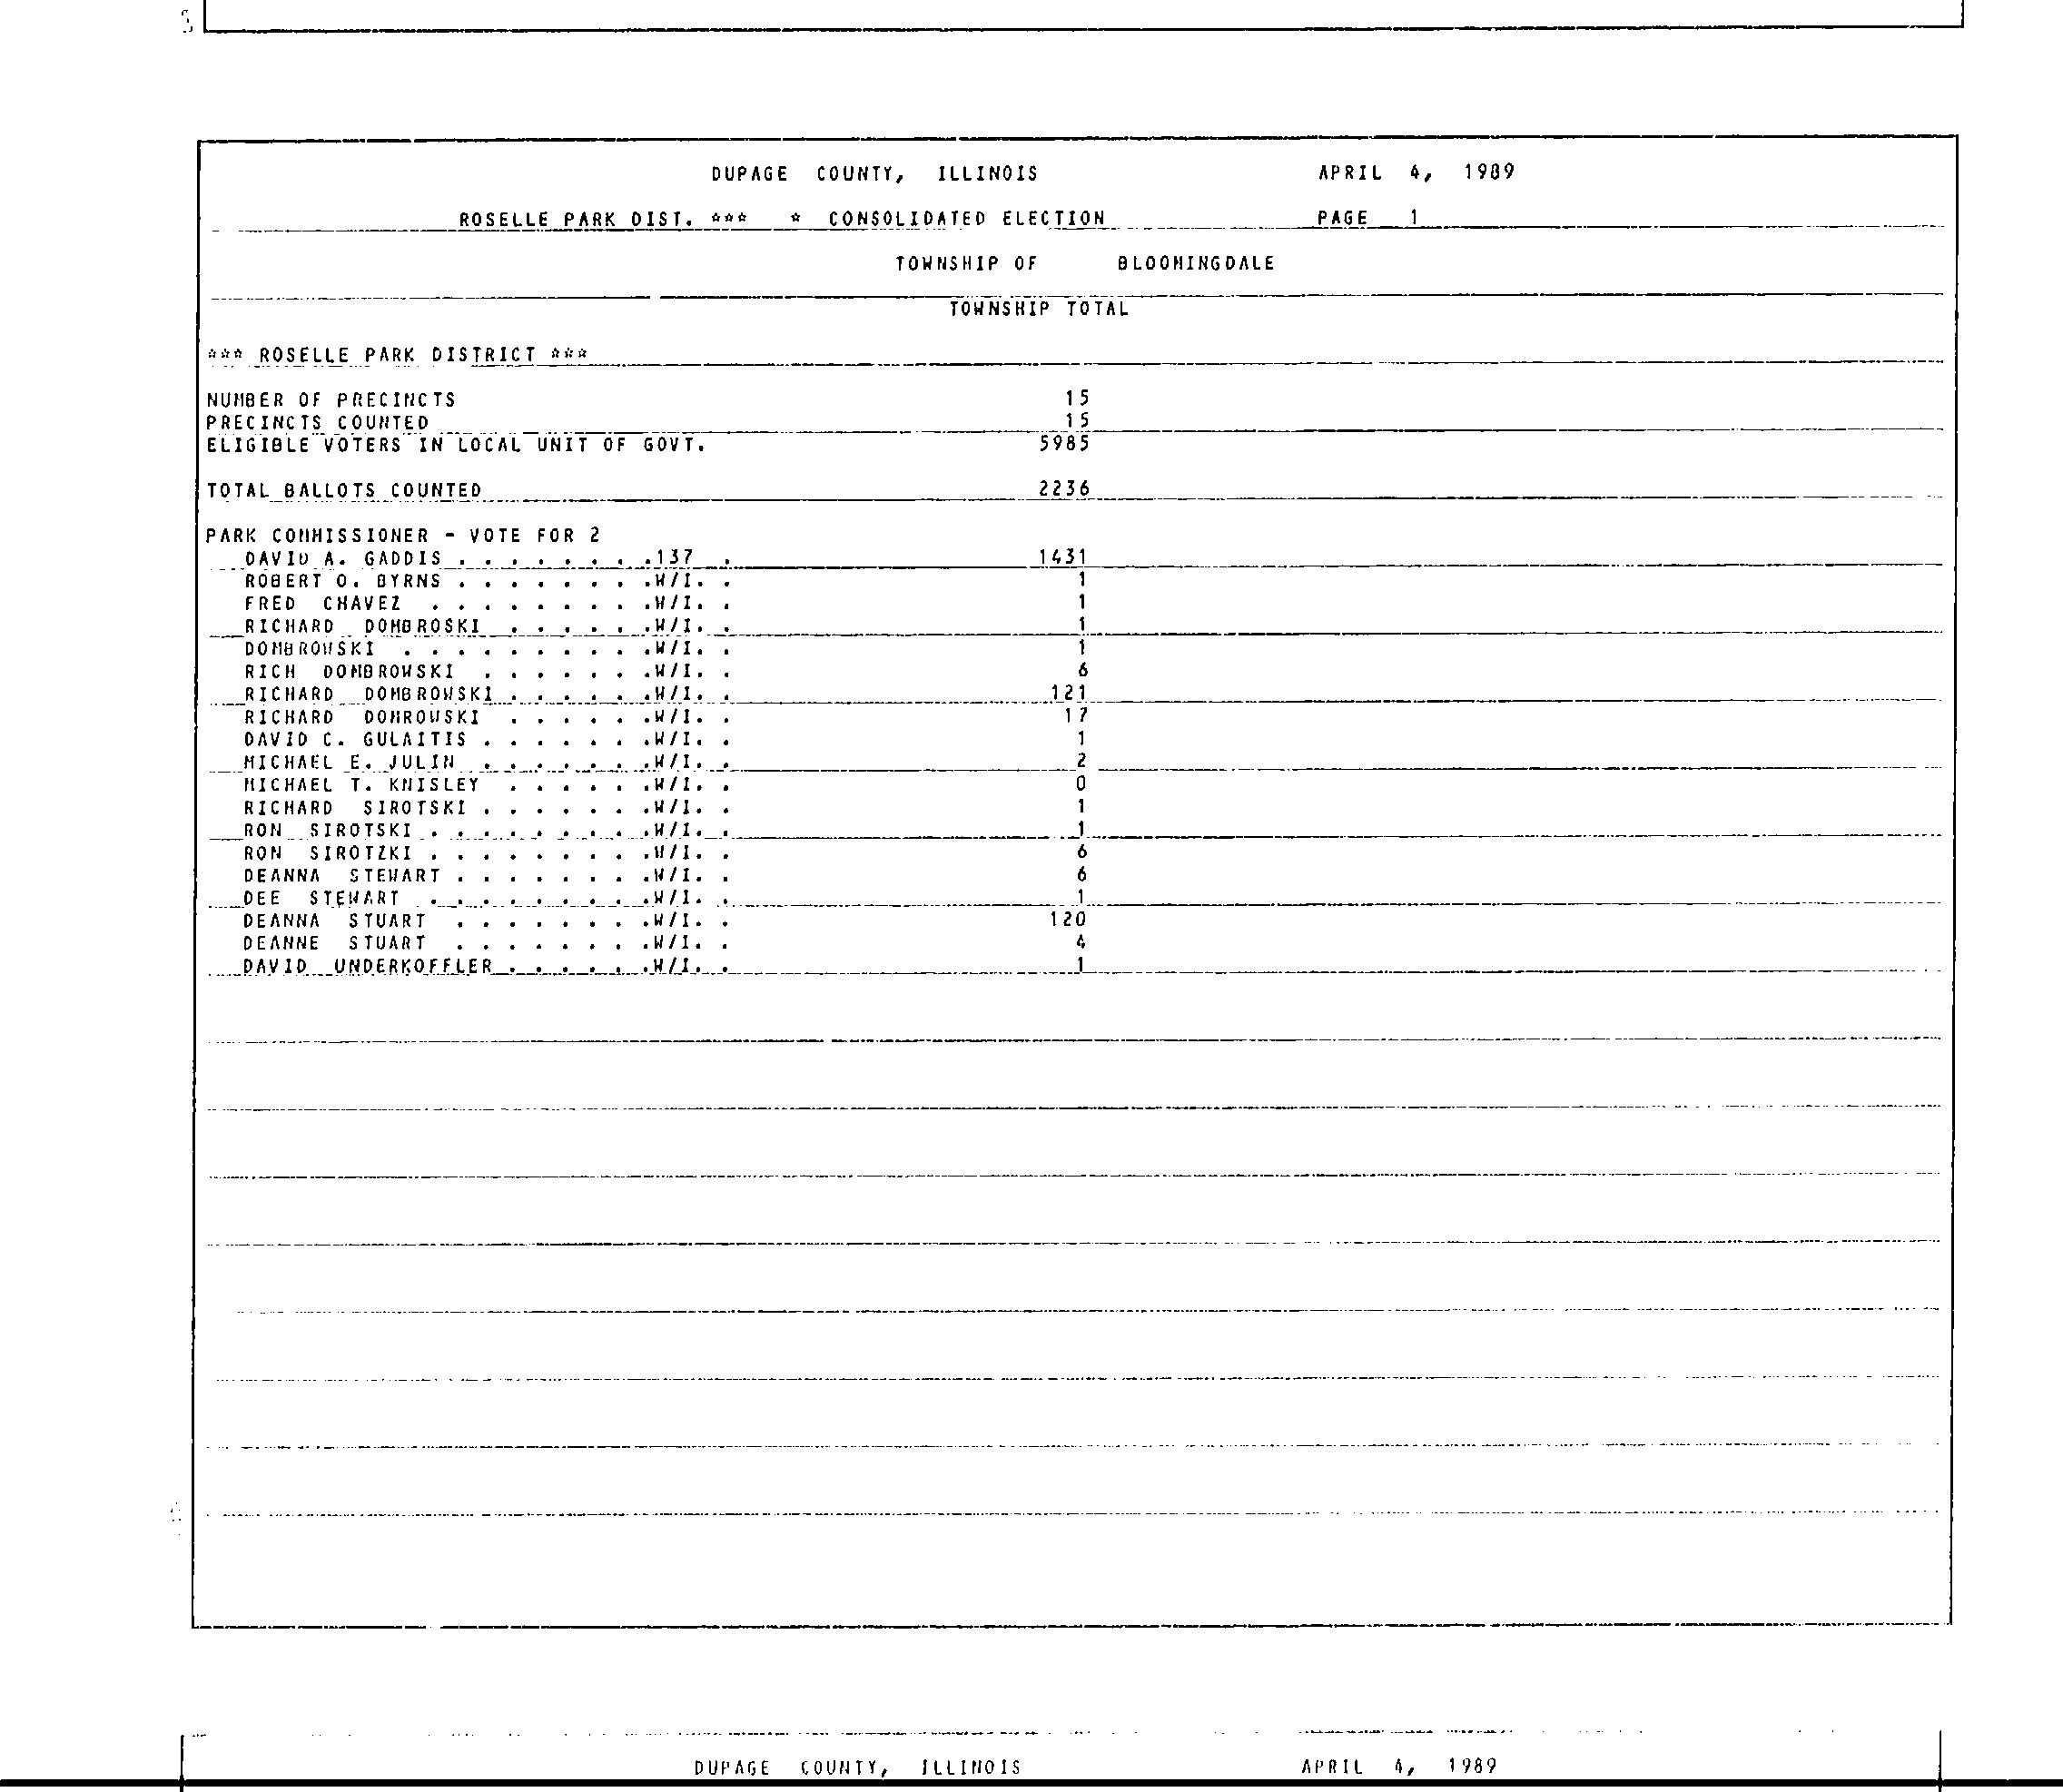 DUPAGE COUNTY, ILLINOIS APRIL 4, 1989
ROSELLE PARK DIST. *** * CONSOLIDATED ELECTION PAGE 1
TOWNSHIP OF BLOOMINGDALE
TOWNSHIP TOTAL
*** ROSELLE PARK DISTRICT ***
NUMBER OF PRECINCTS 15
PRECINCTS COUNTED 15
ELIGIBLE VOTERS IN LOCAL UNIT OF GOVT. 5985
TOTAL BALLOTS COUNTED 2236
PARK COMMISSIONER - VOTE FOR 2
DAVID A. GADDIS . . . . . . . .137 . 1431
ROBERT O. BYRNS . . . . . . . .W/I. . 1
FRED CHAVEZ . . . . . . . . .W/I. . 1
RICHARD DOMBROSKI . . . . . .W/I. . 1
DOMBROWSKI . . . . . . . . . .W/I. . 1
RICH DOMBROWSKI . . . . . . .W/I. . 6
RICHARD DOMBROWSKI . . . . . .W/I. . 121
RICHARD DOMROWSKI . . . . . .W/I. . 17
DAVID C. GULAITIS . . . . . . .W/I. . 1
MICHAEL E. JULIN . . . . . . .W/I. . 2
MICHAEL T. KNISLEY . . . . . .W/I. . 0
RICHARD SIROTSKI . . . . . . .W/I. . 1
RON SIROTSKI . . . . . . . . .W/I. . 1
RON SIROTZKI . . . . . . . . .W/I. . 6
DEANNA STEWART . . . . . . . .W/I. . 6
DEE STEWART . . . . . . . . .W/I. . 1
DEANNA STUART . . . . . . . .W/I. . 120
DEANNE STUART . . . . . . . .W/I. . 4
DAVID UNDERKOFFLER . . . . . .W/I. . 1
DUPAGE COUNTY, ILLINOIS APRIL 4, 1989